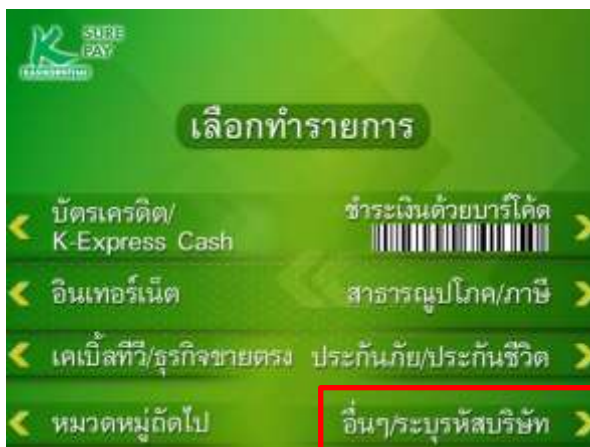 K SURE
PAY
เลือกทำรายการ
บัตรเครดิต/
K-Express Cash
ชำระเงินด้วยบาร์โค้ด
อินเทอร์เน็ต
สาธารณูปโภค/ภาษี
เคเบิ้ลทีวี/ธุรกิจขายตรง
ประกันภัย/ประกันชีวิต
หมวดหมู่ถัดไป
อื่นๆ/ระบุรหัสบริษัท